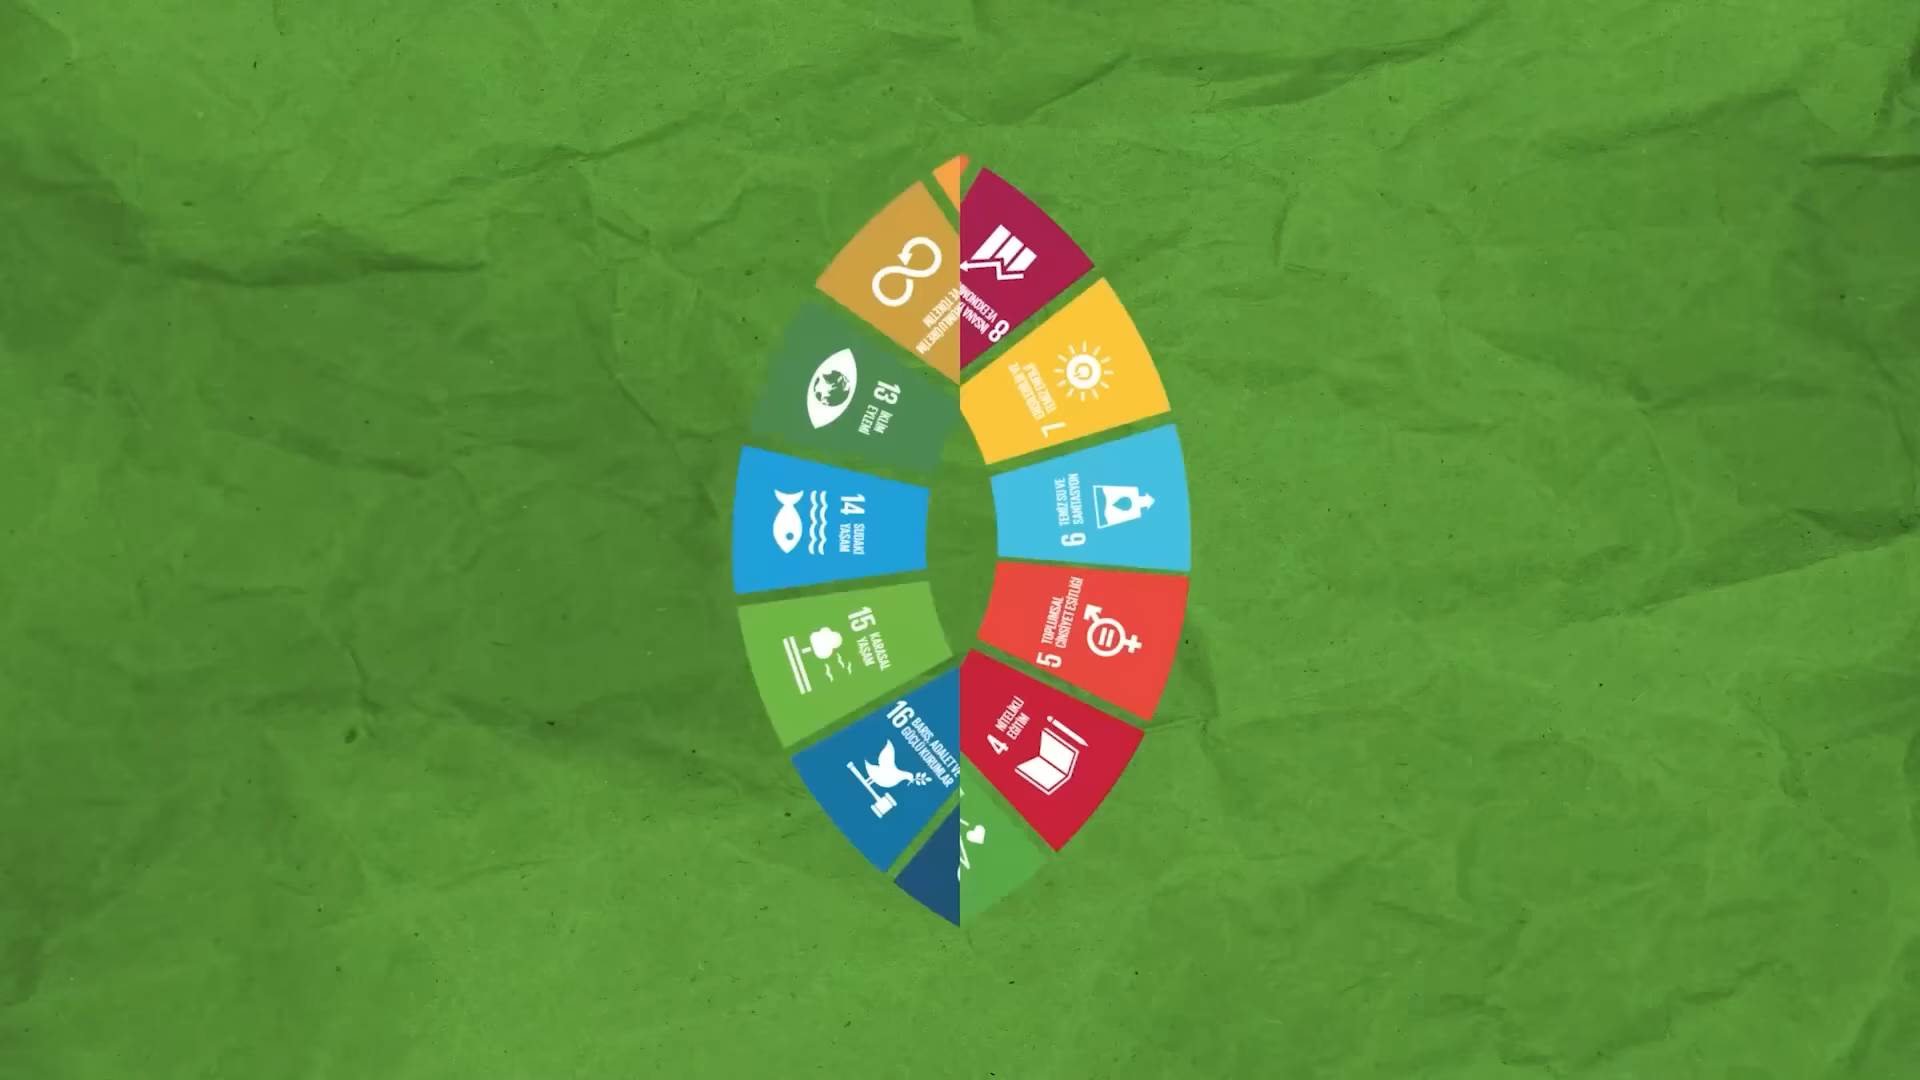 13 İKLİM
EYLEMİ
14 SUDAKİ
YAŞAM
15 KARASAL
YAŞAM
16 BARIŞ, ADALET VE
GÜÇLÜ KURUMLAR
VE TÜKETİM
8 İNSANA
VE EKONOMİ
7 ERİŞİLEBİLİR VE
TEMİZ ENERJİ
6 TEMİZ SU VE
SANİTASYON
5 TOPLUMSAL
CİNSİYET EŞİTLİĞİ
4 NİTELİKLİ
EĞİTİM